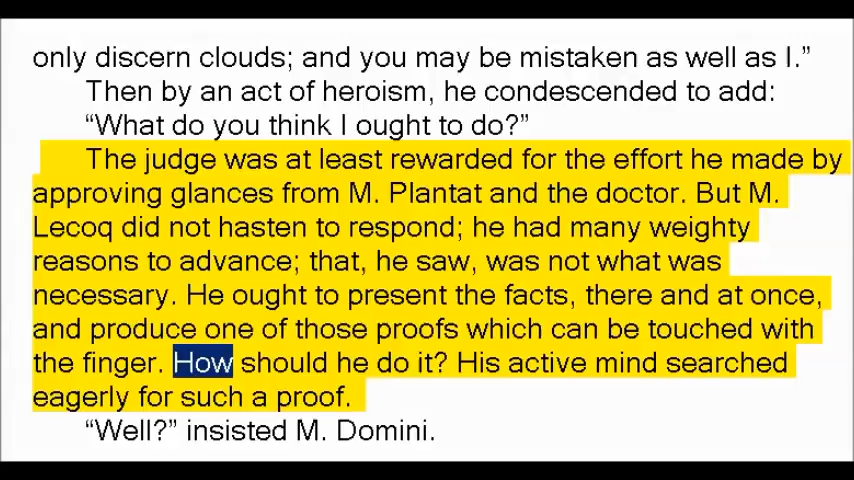 only discern clouds; and you may be mistaken as well as I.”
Then by an act of heroism, he condescended to add:
“What do you think I ought to do?”
The judge was at least rewarded for the effort he made by
approving glances from M. Plantat and the doctor. But M.
Lecoq did not hasten to respond; he had many weighty
reasons to advance; that, he saw, was not what was
necessary. He ought to present the facts, there and at once,
and produce one of those proofs which can be touched with
the finger. How should he do it? His active mind searched
eagerly for such a proof.
“Well?” insisted M. Domini.